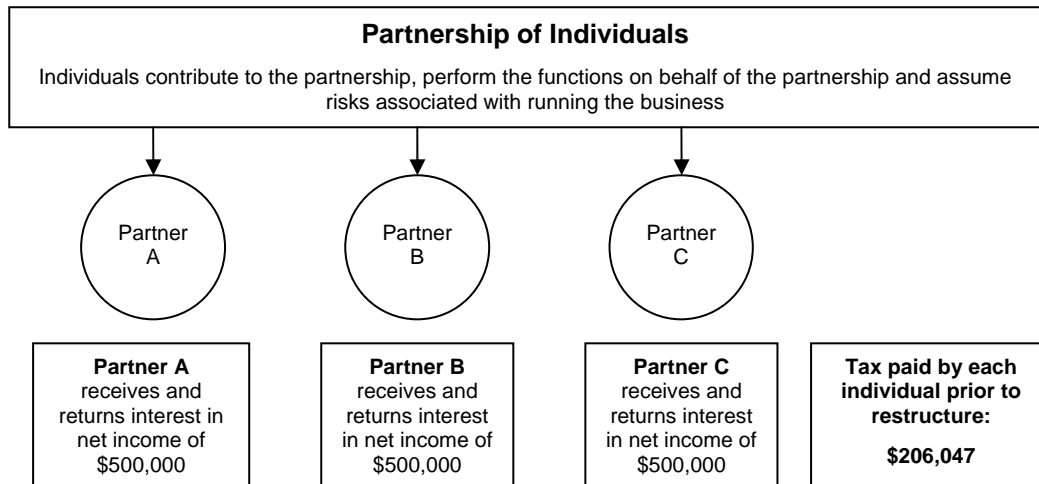 Partnership of Individuals
Individuals contribute to the partnership, perform the functions on behalf of the partnership and assume
risks associated with running the business
Partner
A
Partner
B
Partner
C
Partner A
receives and
returns interest in
net income of
$500,000
Partner B
receives and
returns interest
in net income of
$500,000
Partner C
receives and
returns interest
in net income of
$500,000
Tax paid by each
individual prior to
restructure:
$206,047